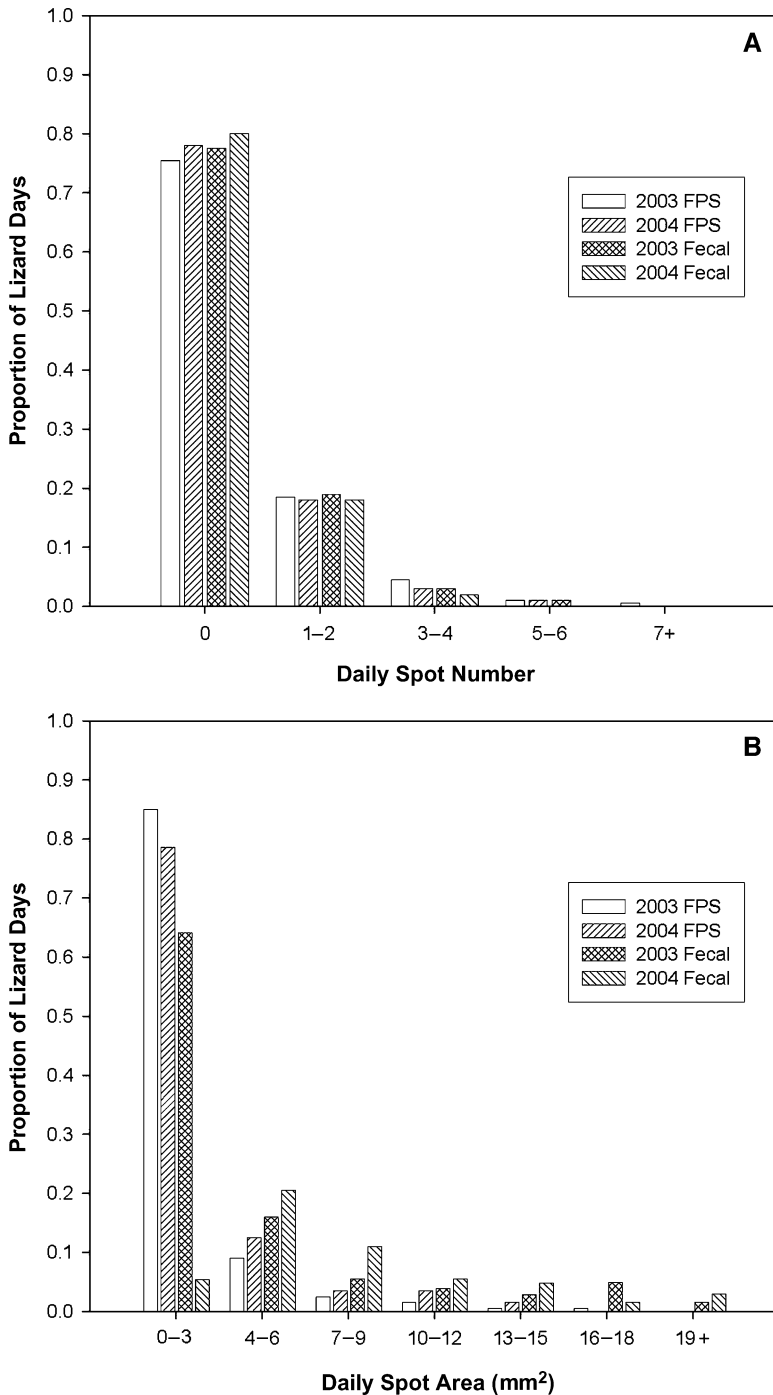 A
1.0
0.9
0.8
0.7
0.6
0.5
0.4
0.3
0.2
0.1
0.0
Proportion of Lizard Days
2003 FPS
2004 FPS
2003 Fecal
2004 Fecal
0
1–2
3–4
5–6
7+
Daily Spot Number
B
1.0
0.9
0.8
0.7
0.6
0.5
0.4
0.3
0.2
0.1
0.0
Proportion of Lizard Days
2003 FPS
2004 FPS
2003 Fecal
2004 Fecal
0–3
4–6
7–9
10–12
13–15
16–18
19+
Daily Spot Area (mm²)